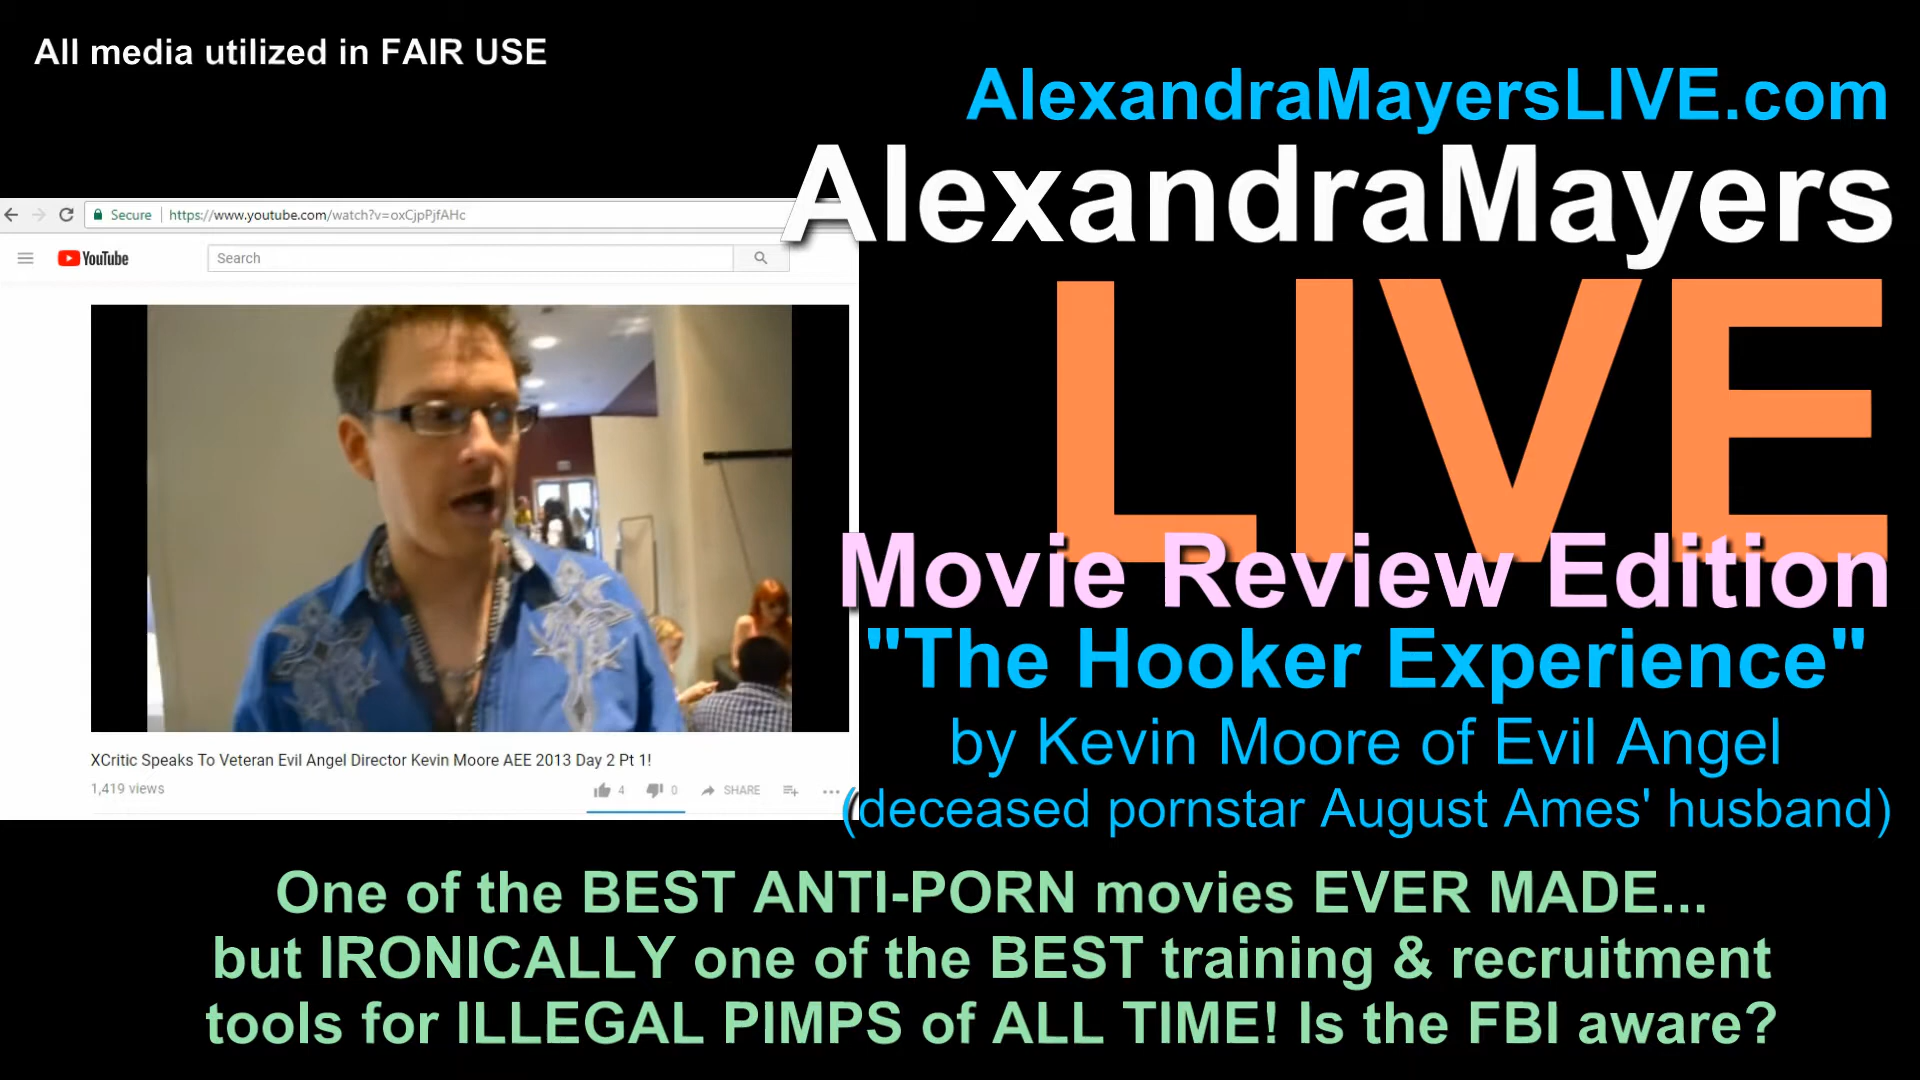 All media utilized in FAIR USE
AlexandraMayersLIVE.com
AlexandraMayers
LIVE
Movie Review Edition
"The Hooker Experience"
by Kevin Moore of Evil Angel
(deceased pornstar August Ames' husband)
Secure
https://www.youtube.com/watch?v=oxCjpPjfAHc
YouTube
Search
XCritic Speaks To Veteran Evil Angel Director Kevin Moore AEE 2013 Day 2 Pt 1!
1,419 views
4
0
SHARE
One of the BEST ANTI-PORN movies EVER MADE...
but IRONICALLY one of the BEST training & recruitment
tools for ILLEGAL PIMPS of ALL TIME! Is the FBI aware?